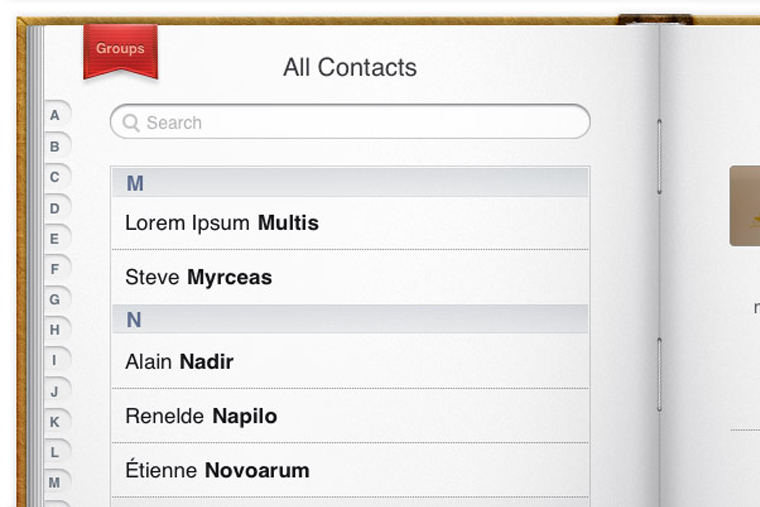 Groups
All Contacts
Search
A
B
C
D
E
F
G
H
I
J
K
L
M
M
Lorem Ipsum Multis
Steve Myrceas
N
Alain Nadir
Renelde Napilo
Étienne Novoarum